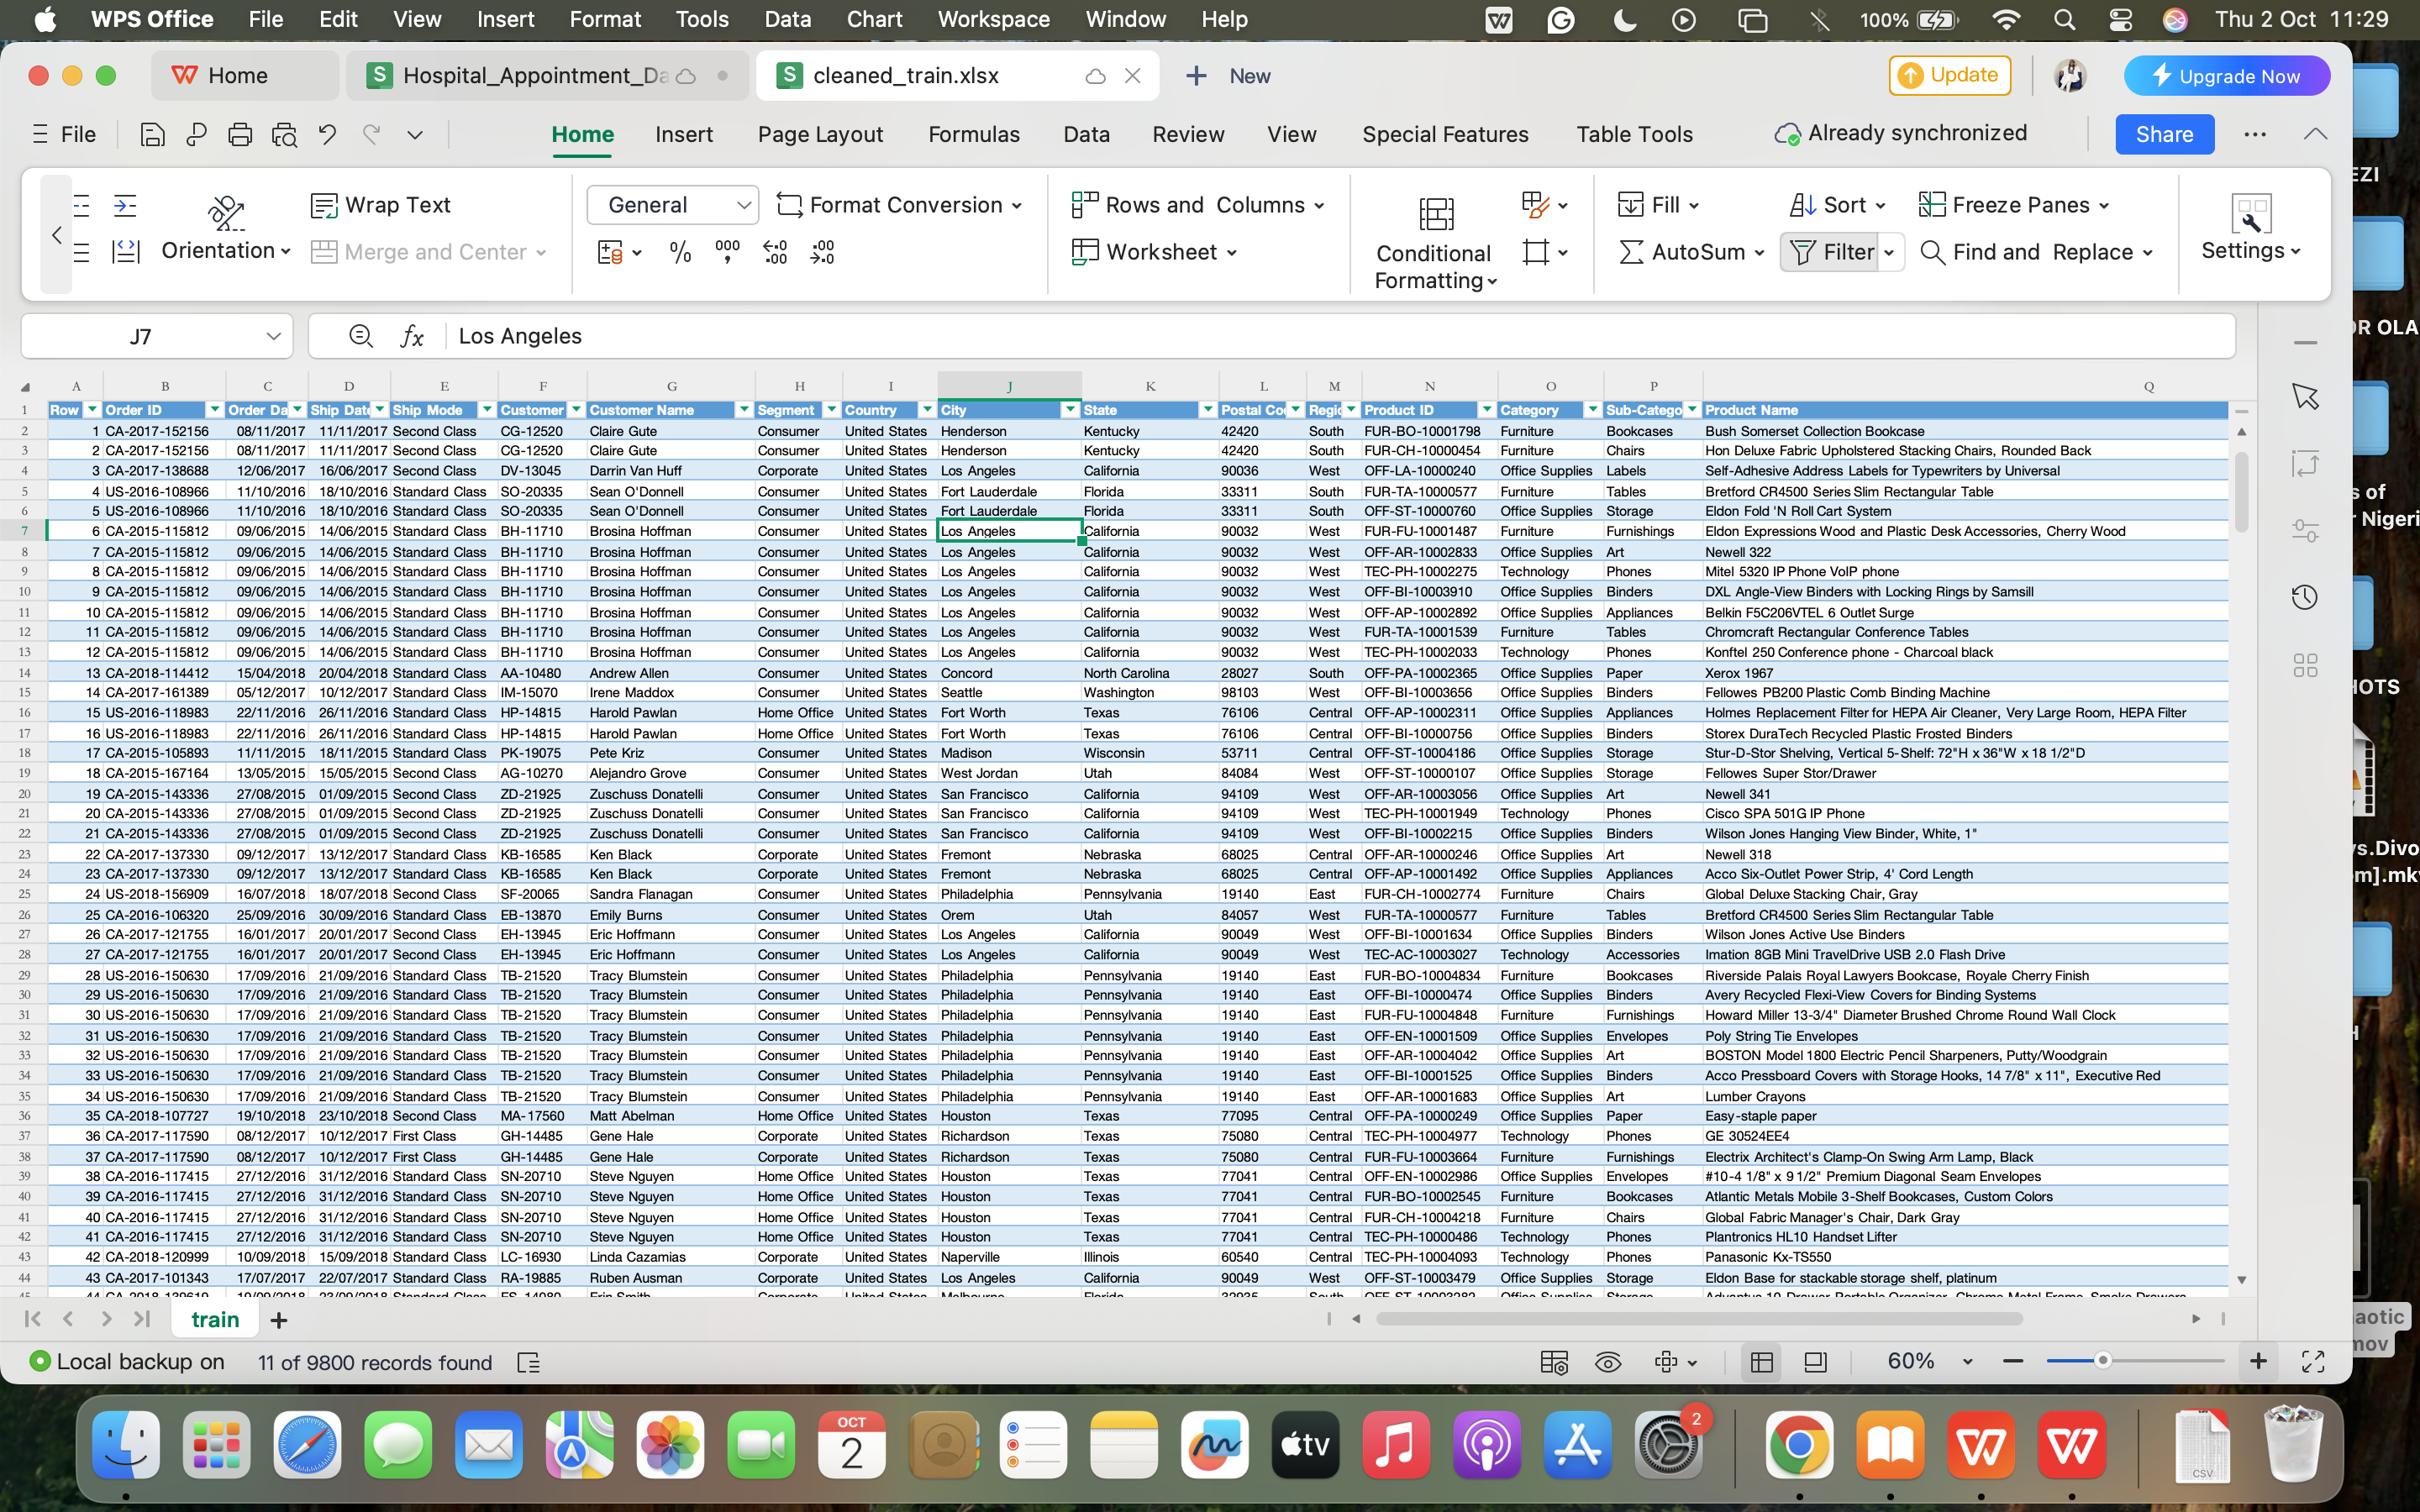 WPS Office File Edit View Insert Format Tools Data Chart Workspace Window Help 100% Thu 2 Oct 11:29
Home Hospital_Appointment_Da cleaned_train.xlsx New Update Upgrade Now
File Home Insert Page Layout Formulas Data Review View Special Features Table Tools Already synchronized Share
Wrap Text General Format Conversion Rows and Columns Fill Sort Freeze Panes
Orientation Merge and Center Worksheet Conditional Formatting AutoSum Filter Find and Replace Settings
J7 Los Angeles
A B C D E F G H I J K L M N O P Q
1 Row Order ID Order Da Ship Date Ship Mode Customer Customer Name Segment Country City State Postal Co Regio Product ID Category Sub-Catego Product Name
2 1 CA-2017-152156 08/11/2017 11/11/2017 Second Class CG-12520 Claire Gute Consumer United States Henderson Kentucky 42420 South FUR-BO-10001798 Furniture Bookcases Bush Somerset Collection Bookcase
3 2 CA-2017-152156 08/11/2017 11/11/2017 Second Class CG-12520 Claire Gute Consumer United States Henderson Kentucky 42420 South FUR-CH-10000454 Furniture Chairs Hon Deluxe Fabric Upholstered Stacking Chairs, Rounded Back
4 3 CA-2017-138688 12/06/2017 16/06/2017 Second Class DV-13045 Darrin Van Huff Corporate United States Los Angeles California 90036 West OFF-LA-10000240 Office Supplies Labels Self-Adhesive Address Labels for Typewriters by Universal
5 4 US-2016-108966 11/10/2016 18/10/2016 Standard Class SO-20335 Sean O'Donnell Consumer United States Fort Lauderdale Florida 33311 South FUR-TA-10000577 Furniture Tables Bretford CR4500 Series Slim Rectangular Table
6 5 US-2016-108966 11/10/2016 18/10/2016 Standard Class SO-20335 Sean O'Donnell Consumer United States Fort Lauderdale Florida 33311 South OFF-ST-10000760 Office Supplies Storage Eldon Fold 'N Roll Cart System
7 6 CA-2015-115812 09/06/2015 14/06/2015 Standard Class BH-11710 Brosina Hoffman Consumer United States Los Angeles California 90032 West FUR-FU-10001487 Furniture Furnishings Eldon Expressions Wood and Plastic Desk Accessories, Cherry Wood
8 7 CA-2015-115812 09/06/2015 14/06/2015 Standard Class BH-11710 Brosina Hoffman Consumer United States Los Angeles California 90032 West OFF-AR-10002833 Office Supplies Art Newell 322
9 8 CA-2015-115812 09/06/2015 14/06/2015 Standard Class BH-11710 Brosina Hoffman Consumer United States Los Angeles California 90032 West TEC-PH-10002275 Technology Phones Mitel 5320 IP Phone VoIP phone
10 9 CA-2015-115812 09/06/2015 14/06/2015 Standard Class BH-11710 Brosina Hoffman Consumer United States Los Angeles California 90032 West OFF-BI-10003910 Office Supplies Binders DXL Angle-View Binders with Locking Rings by Samsill
11 10 CA-2015-115812 09/06/2015 14/06/2015 Standard Class BH-11710 Brosina Hoffman Consumer United States Los Angeles California 90032 West OFF-AP-10002892 Office Supplies Appliances Belkin F5C206VTEL 6 Outlet Surge
12 11 CA-2015-115812 09/06/2015 14/06/2015 Standard Class BH-11710 Brosina Hoffman Consumer United States Los Angeles California 90032 West FUR-TA-10001539 Furniture Tables Chromcraft Rectangular Conference Tables
13 12 CA-2015-115812 09/06/2015 14/06/2015 Standard Class BH-11710 Brosina Hoffman Consumer United States Los Angeles California 90032 West TEC-PH-10002033 Technology Phones Konftel 250 Conference phone - Charcoal black
14 13 CA-2018-114412 15/04/2018 20/04/2018 Standard Class AA-10480 Andrew Allen Consumer United States Concord North Carolina 28027 South OFF-PA-10002365 Office Supplies Paper Xerox 1967
15 14 CA-2017-161389 05/12/2017 10/12/2017 Standard Class IM-15070 Irene Maddox Consumer United States Seattle Washington 98103 West OFF-BI-10003656 Office Supplies Binders Fellowes PB200 Plastic Comb Binding Machine
16 15 US-2016-118983 22/11/2016 26/11/2016 Standard Class HP-14815 Harold Pawlan Home Office United States Fort Worth Texas 76106 Central OFF-AP-10002311 Office Supplies Appliances Holmes Replacement Filter for HEPA Air Cleaner, Very Large Room, HEPA Filter
17 16 US-2016-118983 22/11/2016 26/11/2016 Standard Class HP-14815 Harold Pawlan Home Office United States Fort Worth Texas 76106 Central OFF-BI-10000756 Office Supplies Binders Storex DuraTech Recycled Plastic Frosted Binders
18 17 CA-2015-105893 11/11/2015 18/11/2015 Standard Class PK-19075 Pete Kriz Consumer United States Madison Wisconsin 53711 Central OFF-ST-10004186 Office Supplies Storage Stur-D-Stor Shelving, Vertical 5-Shelf: 72"H x 36"W x 18 1/2"D
19 18 CA-2015-167164 13/05/2015 15/05/2015 Second Class AG-10270 Alejandro Grove Consumer United States West Jordan Utah 84084 West OFF-ST-10000107 Office Supplies Storage Fellowes Super Stor/Drawer
20 19 CA-2015-143336 27/08/2015 01/09/2015 Second Class ZD-21925 Zuschuss Donatelli Consumer United States San Francisco California 94109 West OFF-AR-10003056 Office Supplies Art Newell 341
21 20 CA-2015-143336 27/08/2015 01/09/2015 Second Class ZD-21925 Zuschuss Donatelli Consumer United States San Francisco California 94109 West TEC-PH-10001949 Technology Phones Cisco SPA 501G IP Phone
22 21 CA-2015-143336 27/08/2015 01/09/2015 Second Class ZD-21925 Zuschuss Donatelli Consumer United States San Francisco California 94109 West OFF-BI-10002215 Office Supplies Binders Wilson Jones Hanging View Binder, White, 1"
23 22 CA-2017-137330 09/12/2017 13/12/2017 Standard Class KB-16585 Ken Black Corporate United States Fremont Nebraska 68025 Central OFF-AR-10000246 Office Supplies Art Newell 318
24 23 CA-2017-137330 09/12/2017 13/12/2017 Standard Class KB-16585 Ken Black Corporate United States Fremont Nebraska 68025 Central OFF-AP-10001492 Office Supplies Appliances Acco Six-Outlet Power Strip, 4' Cord Length
25 24 US-2018-156909 16/07/2018 18/07/2018 Second Class SF-20065 Sandra Flanagan Consumer United States Philadelphia Pennsylvania 19140 East FUR-CH-10002774 Furniture Chairs Global Deluxe Stacking Chair, Gray
26 25 CA-2016-106320 25/09/2016 30/09/2016 Standard Class EB-13870 Emily Burns Consumer United States Orem Utah 84057 West FUR-TA-10000577 Furniture Tables Bretford CR4500 Series Slim Rectangular Table
27 26 CA-2017-121755 16/01/2017 20/01/2017 Second Class EH-13945 Eric Hoffmann Consumer United States Los Angeles California 90049 West OFF-BI-10001634 Office Supplies Binders Wilson Jones Active Use Binders
28 27 CA-2017-121755 16/01/2017 20/01/2017 Second Class EH-13945 Eric Hoffmann Consumer United States Los Angeles California 90049 West TEC-AC-10003027 Technology Accessories Imation 8GB Mini TravelDrive USB 2.0 Flash Drive
29 28 US-2016-150630 17/09/2016 21/09/2016 Standard Class TB-21520 Tracy Blumstein Consumer United States Philadelphia Pennsylvania 19140 East FUR-BO-10004834 Furniture Bookcases Riverside Palais Royal Lawyers Bookcase, Royale Cherry Finish
30 29 US-2016-150630 17/09/2016 21/09/2016 Standard Class TB-21520 Tracy Blumstein Consumer United States Philadelphia Pennsylvania 19140 East OFF-BI-10000474 Office Supplies Binders Avery Recycled Flexi-View Covers for Binding Systems
31 30 US-2016-150630 17/09/2016 21/09/2016 Standard Class TB-21520 Tracy Blumstein Consumer United States Philadelphia Pennsylvania 19140 East FUR-FU-10004848 Furniture Furnishings Howard Miller 13-3/4" Diameter Brushed Chrome Round Wall Clock
32 31 US-2016-150630 17/09/2016 21/09/2016 Standard Class TB-21520 Tracy Blumstein Consumer United States Philadelphia Pennsylvania 19140 East OFF-EN-10001509 Office Supplies Envelopes Poly String Tie Envelopes
33 32 US-2016-150630 17/09/2016 21/09/2016 Standard Class TB-21520 Tracy Blumstein Consumer United States Philadelphia Pennsylvania 19140 East OFF-AR-10004042 Office Supplies Art BOSTON Model 1800 Electric Pencil Sharpeners, Putty/Woodgrain
34 33 US-2016-150630 17/09/2016 21/09/2016 Standard Class TB-21520 Tracy Blumstein Consumer United States Philadelphia Pennsylvania 19140 East OFF-BI-10001525 Office Supplies Binders Acco Pressboard Covers with Storage Hooks, 14 7/8" x 11", Executive Red
35 34 US-2016-150630 17/09/2016 21/09/2016 Standard Class TB-21520 Tracy Blumstein Consumer United States Philadelphia Pennsylvania 19140 East OFF-AR-10001683 Office Supplies Art Lumber Crayons
36 35 CA-2018-107727 19/10/2018 23/10/2018 Second Class MA-17560 Matt Abelman Home Office United States Houston Texas 77095 Central OFF-PA-10000249 Office Supplies Paper Easy-staple paper
37 36 CA-2017-117590 08/12/2017 10/12/2017 First Class GH-14485 Gene Hale Corporate United States Richardson Texas 75080 Central TEC-PH-10004977 Technology Phones GE 30524EE4
38 37 CA-2017-117590 08/12/2017 10/12/2017 First Class GH-14485 Gene Hale Corporate United States Richardson Texas 75080 Central FUR-FU-10003664 Furniture Furnishings Electrix Architect's Clamp-On Swing Arm Lamp, Black
39 38 CA-2016-117415 27/12/2016 31/12/2016 Standard Class SN-20710 Steve Nguyen Home Office United States Houston Texas 77041 Central OFF-EN-10002986 Office Supplies Envelopes #10-4 1/8" x 9 1/2" Premium Diagonal Seam Envelopes
40 39 CA-2016-117415 27/12/2016 31/12/2016 Standard Class SN-20710 Steve Nguyen Home Office United States Houston Texas 77041 Central FUR-BO-10002545 Furniture Bookcases Atlantic Metals Mobile 3-Shelf Bookcases, Custom Colors
41 40 CA-2016-117415 27/12/2016 31/12/2016 Standard Class SN-20710 Steve Nguyen Home Office United States Houston Texas 77041 Central FUR-CH-10004218 Furniture Chairs Global Fabric Manager's Chair, Dark Gray
42 41 CA-2016-117415 27/12/2016 31/12/2016 Standard Class SN-20710 Steve Nguyen Home Office United States Houston Texas 77041 Central TEC-PH-10000486 Technology Phones Plantronics HL10 Handset Lifter
43 42 CA-2018-120999 10/09/2018 15/09/2018 Standard Class LC-16930 Linda Cazamias Corporate United States Naperville Illinois 60540 Central TEC-PH-10004093 Technology Phones Panasonic Kx-TS550
44 43 CA-2017-101343 17/07/2017 22/07/2017 Standard Class RA-19885 Ruben Ausman Corporate United States Los Angeles California 90049 West OFF-ST-10003479 Office Supplies Storage Eldon Base for stackable storage shelf, platinum
train
Local backup on 11 of 9800 records found 60%
EZI
OR OLA
s of
r Nigeri
HOTS
ys.Divo
m].mkv
H
aotic
mov
OCT
2
tv
2
CSV